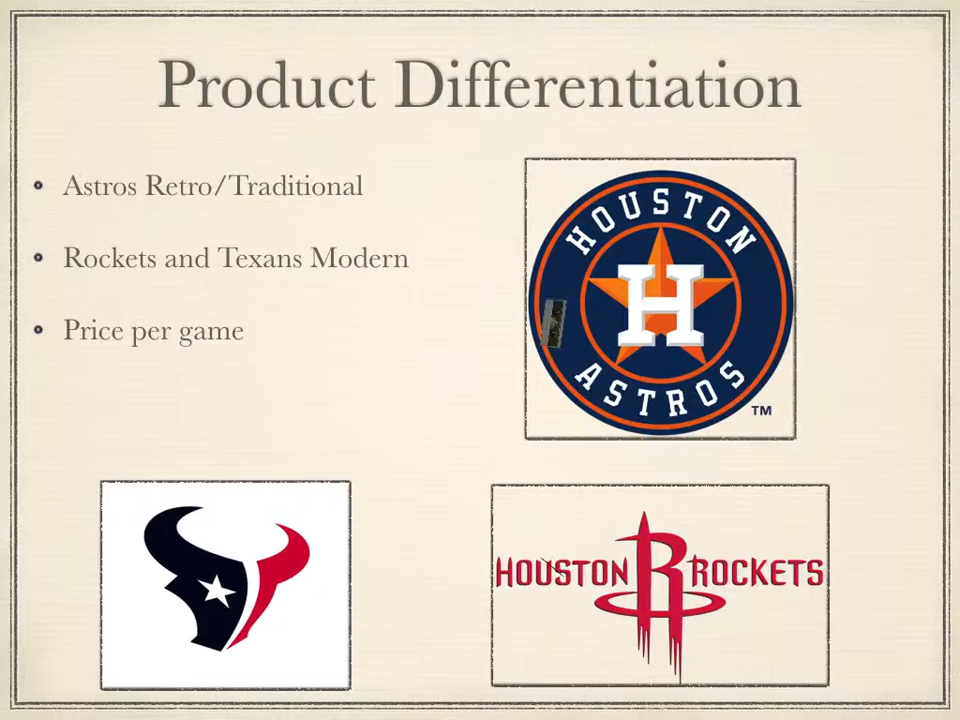 Product Differentiation
Astros Retro/Traditional
Rockets and Texans Modern
Price per game
HOUSTON
H
ASTROS
TM
HOUSTON R ROCKETS